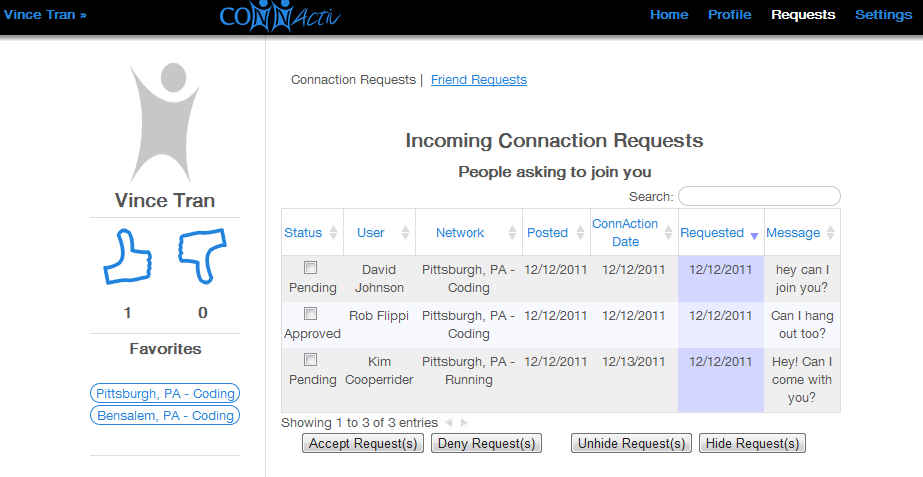 Vince Tran »
CONNActiv
Home Profile Requests Settings
Connaction Requests | Friend Requests
Incoming Connaction Requests
People asking to join you
Search:
Vince Tran
1 0
Favorites
Pittsburgh, PA - Coding
Bensalem, PA - Coding
Status User Network Posted ConnAction Date Requested Message
Pending David Johnson Pittsburgh, PA - Coding 12/12/2011 12/12/2011 12/12/2011 hey can I join you?
Approved Rob Flippi Pittsburgh, PA - Coding 12/12/2011 12/12/2011 12/12/2011 Can I hang out too?
Pending Kim Cooperrider Pittsburgh, PA - Running 12/12/2011 12/13/2011 12/12/2011 Hey! Can I come with you?
Showing 1 to 3 of 3 entries
Accept Request(s) Deny Request(s) Unhide Request(s) Hide Request(s)